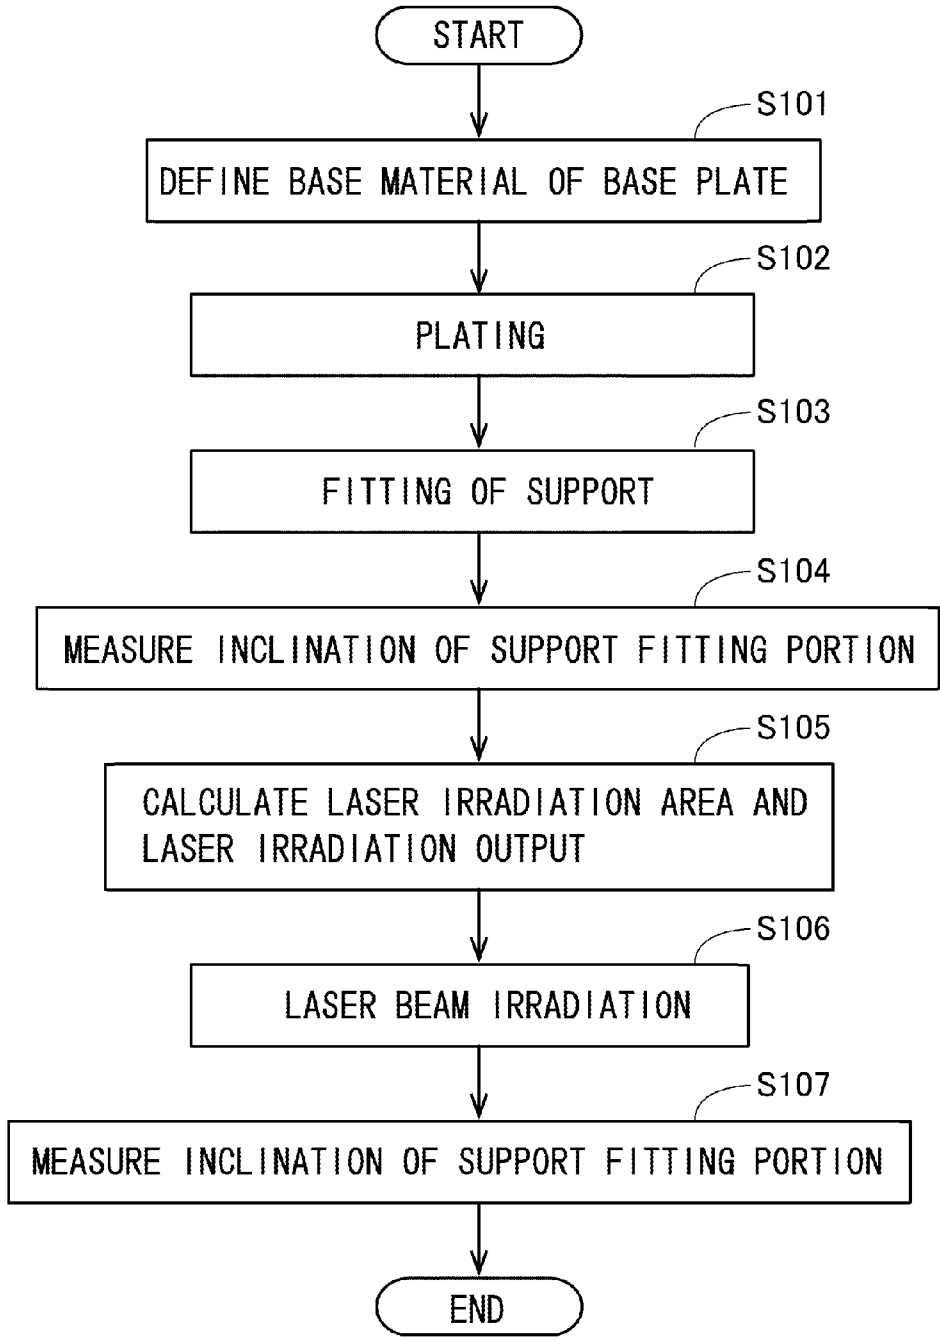 START
S101
DEFINE BASE MATERIAL OF BASE PLATE
S102
PLATING
S103
FITTING OF SUPPORT
S104
MEASURE INCLINATION OF SUPPORT FITTING PORTION
S105
CALCULATE LASER IRRADIATION AREA AND
LASER IRRADIATION OUTPUT
S106
LASER BEAM IRRADIATION
S107
MEASURE INCLINATION OF SUPPORT FITTING PORTION
END